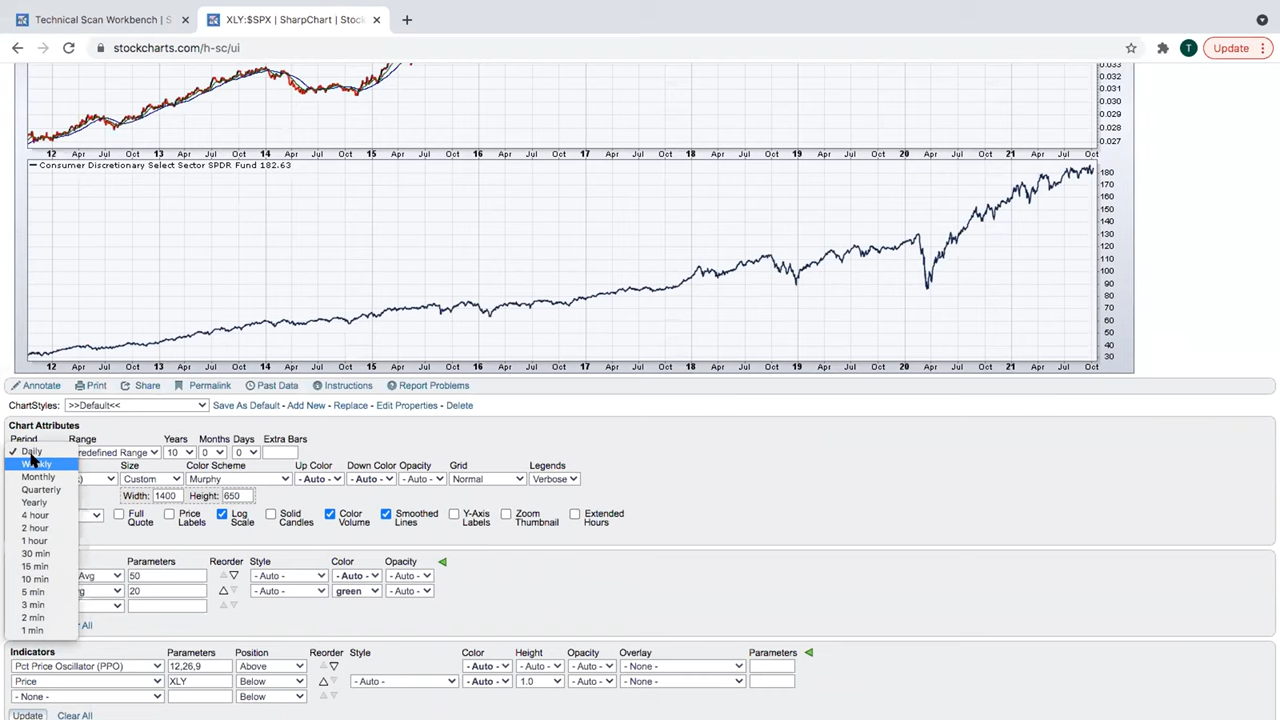 Technical Scan Workbench | S
XLY:$SPX | SharpChart | Stock
stockcharts.com/h-sc/ui
T
Update
0.033
0.032
0.031
0.030
0.029
0.028
0.027
12 Apr Jul Oct 13 Apr Jul Oct 14 Apr Jul Oct 15 Apr Jul Oct 16 Apr Jul Oct 17 Apr Jul Oct 18 Apr Jul Oct 19 Apr Jul Oct 20 Apr Jul Oct 21 Apr Jul Oct
Consumer Discretionary Select Sector SPDR Fund 182.63
180
170
160
150
140
130
120
110
100
90
80
70
60
50
40
30
12 Apr Jul Oct 13 Apr Jul Oct 14 Apr Jul Oct 15 Apr Jul Oct 16 Apr Jul Oct 17 Apr Jul Oct 18 Apr Jul Oct 19 Apr Jul Oct 20 Apr Jul Oct 21 Apr Jul Oct
Annotate Print Share Permalink Past Data Instructions Report Problems
ChartStyles: >>Default<< Save As Default - Add New - Replace - Edit Properties - Delete
Chart Attributes
Period Range Years Months Days Extra Bars
Daily
redefined Range 10 0 0
Weekly
Monthly
Quarterly
Yearly
4 hour
2 hour
1 hour
30 min
15 min
10 min
5 min
3 min
2 min
1 min
Size Color Scheme Up Color Down Color Opacity Grid Legends
Custom Murphy - Auto - - Auto - - Auto - Normal Verbose
Width: 1400 Height: 650
Full Quote
Price Labels
Log Scale
Solid Candles
Color Volume
Smoothed Lines
Y-Axis Labels
Zoom Thumbnail
Extended Hours
Parameters Reorder Style Color Opacity
Avg 50 - Auto - - Auto - - Auto -
g 20 - Auto - green - Auto -
All
Indicators Parameters Position Reorder Style Color Height Opacity Overlay Parameters
Pct Price Oscillator (PPO) 12,26,9 Above - Auto - - Auto - - Auto - - None -
Price XLY Below - Auto - - Auto - 1.0 - Auto - - None -
- None - Below
Update Clear All